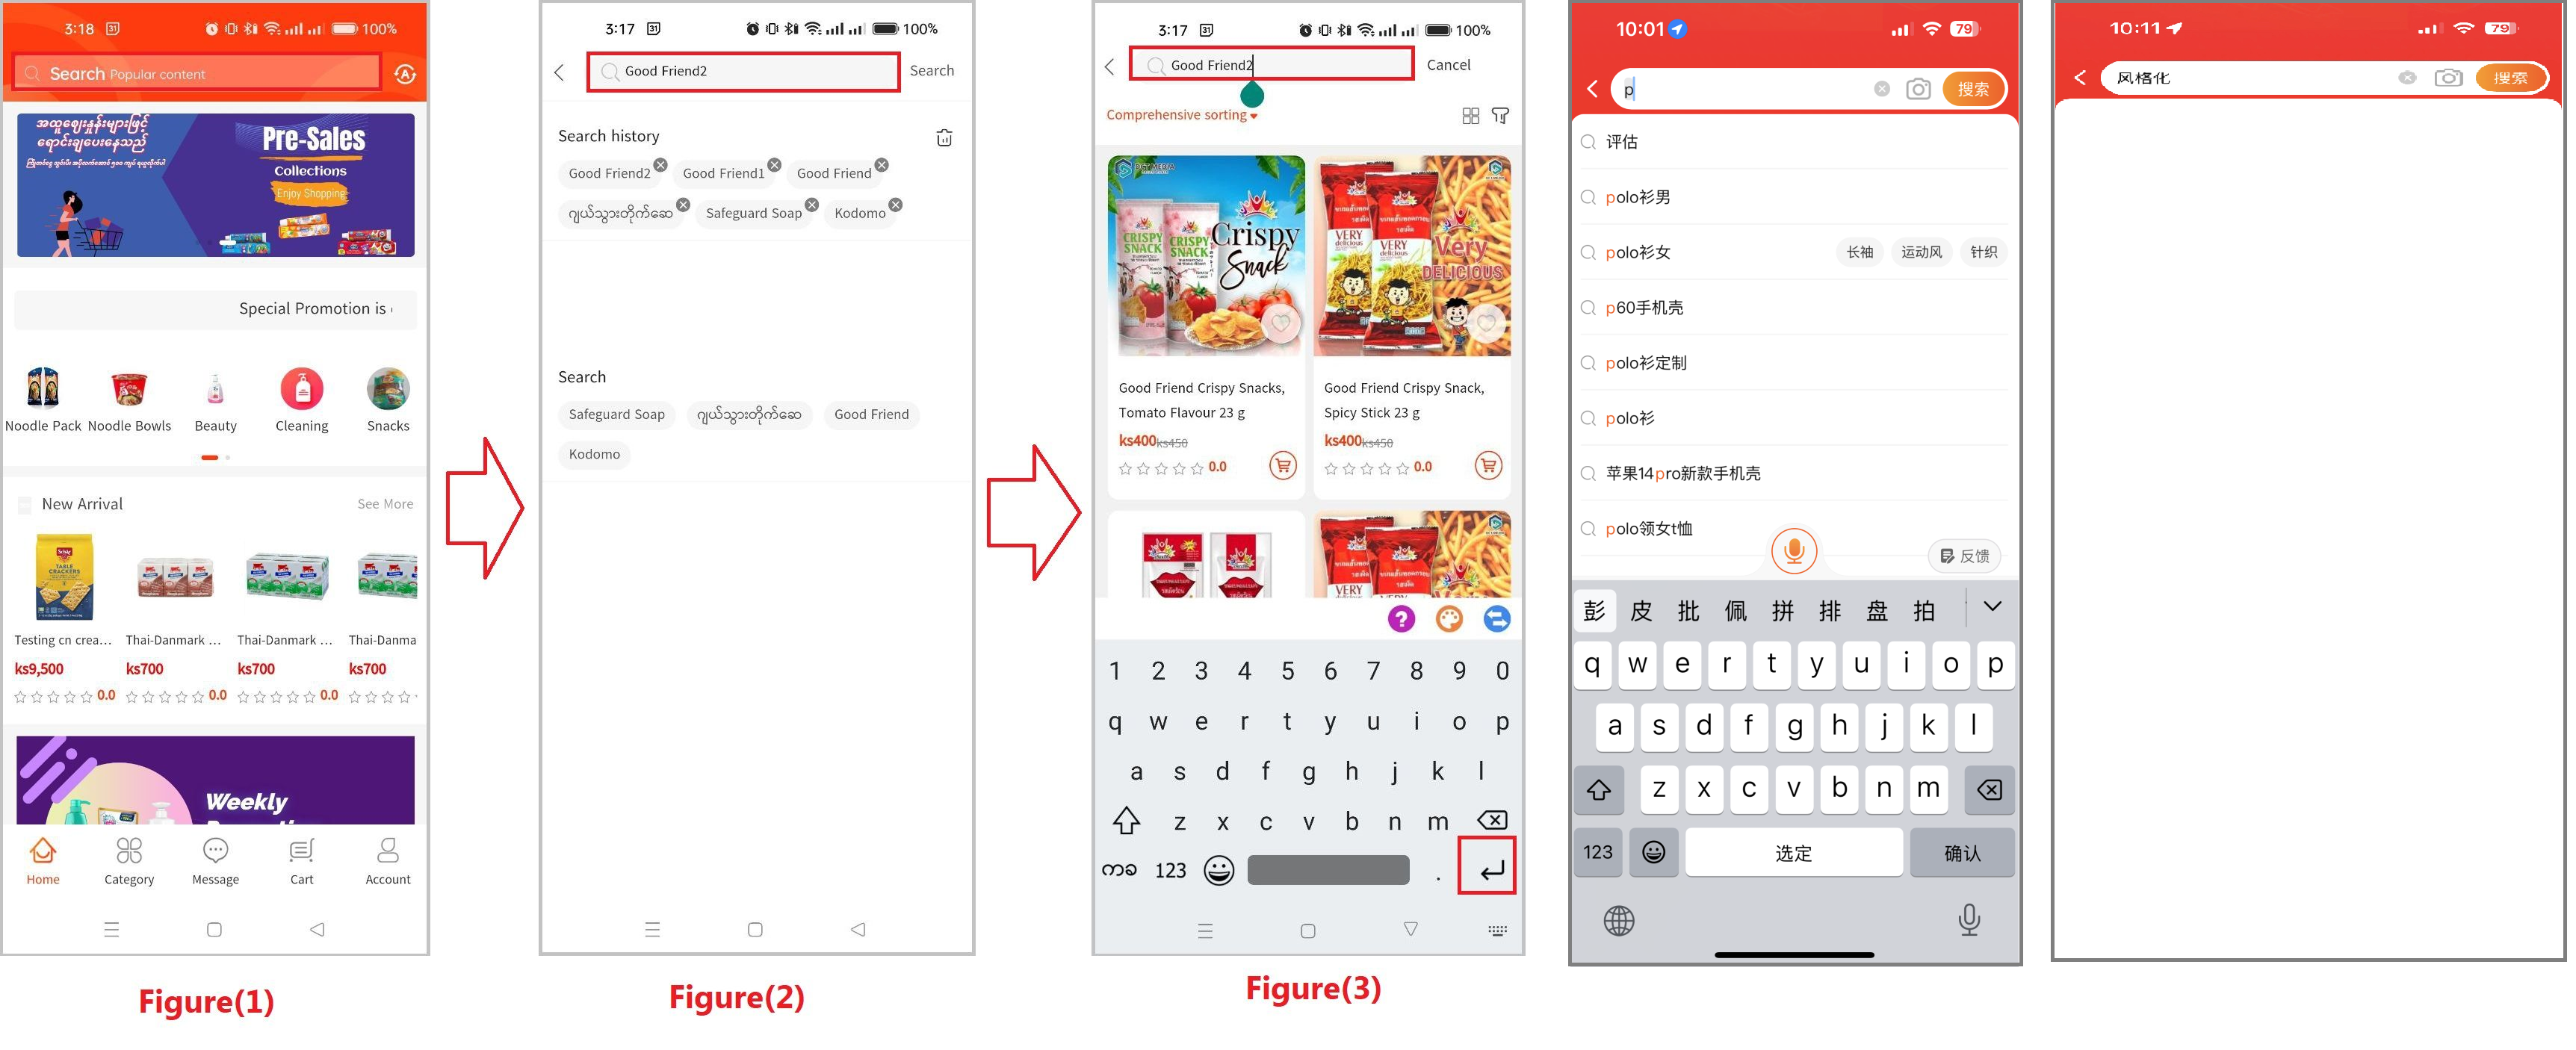 3:18
31
100%
Search Popular content
Pre-Sales
Collections
Enjoy Shopping
Special Promotion is
Noodle Pack
Noodle Bowls
Beauty
Cleaning
Snacks
New Arrival
See More
Testing cn crea...
Thai-Danmark ...
Thai-Danmark ...
Thai-Danma
ks9,500
ks700
ks700
ks700
0.0
0.0
0.0
Weekly
Home
Category
Message
Cart
Account
Figure(1)
3:17
31
100%
Good Friend2
Search
Search history
Good Friend2
Good Friend1
Good Friend
ဂျယ်သွားတိုက်ဆေ
Safeguard Soap
Kodomo
Search
Safeguard Soap
ဂျယ်သွားတိုက်ဆေ
Good Friend
Kodomo
Figure(2)
3:17
31
100%
Good Friend2
Cancel
Comprehensive sorting
CRISPY SNACK
CRISPY SNACK
Crispy
Snack
VERY delicious
VERY delicious
Very
DELICIOUS
Good Friend Crispy Snacks,
Tomato Flavour 23 g
ks400 ks450
0.0
Good Friend Crispy Snack,
Spicy Stick 23 g
ks400 ks450
0.0
1 2 3 4 5 6 7 8 9 0
q w e r t y u i o p
a s d f g h j k l
z x c v b n m
ကခ 123 .
Figure(3)
10:01
79
p
搜索
评估
polo衫男
polo衫女
长袖
运动风
针织
p60手机壳
polo衫定制
polo衫
苹果14pro新款手机壳
polo领女t恤
反馈
彭 皮 批 佩 拼 排 盘 拍
q w e r t y u i o p
a s d f g h j k l
z x c v b n m
123
选定
确认
10:11
79
风格化
搜索